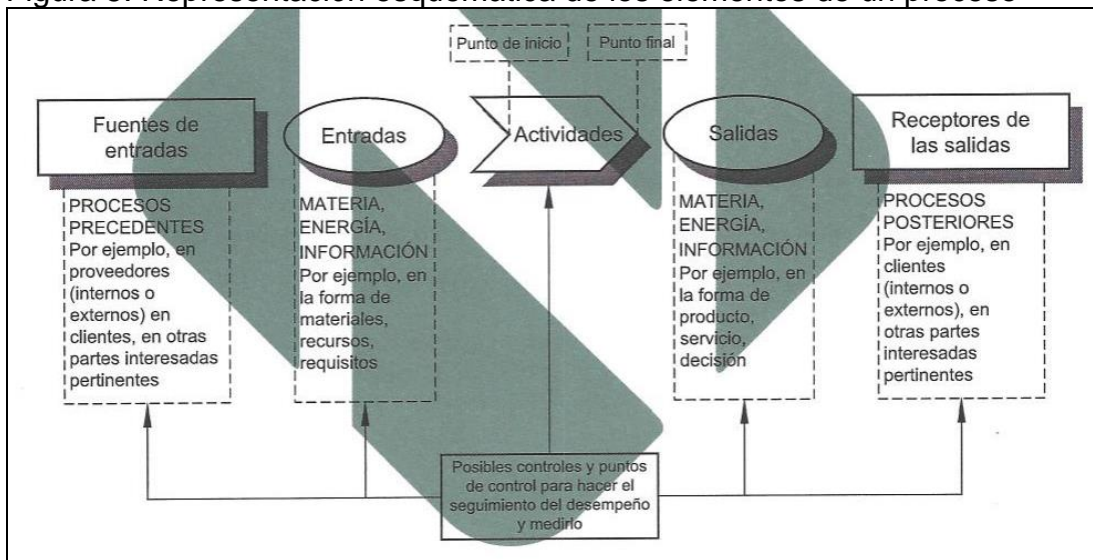 Figura 3. Representación esquemática de los elementos de un proceso
Punto de inicio
Punto final
Fuentes de
entradas
Entradas
Actividades
Salidas
Receptores de
las salidas
PROCESOS
PRECEDENTES
Por ejemplo, en
proveedores
(internos o
externos) en
clientes, en otras
partes interesadas
pertinentes
MATERIA,
ENERGÍA,
INFORMACIÓN
Por ejemplo, en
la forma de
materiales,
recursos,
requisitos
MATERIA,
ENERGÍA,
INFORMACIÓN
Por ejemplo, en
la forma de
producto,
servicio,
decisión
PROCESOS
POSTERIORES
Por ejemplo, en
clientes
(internos o
externos), en
otras partes
interesadas
pertinentes
Posibles controles y puntos
de control para hacer el
seguimiento del desempeño
y medirlo